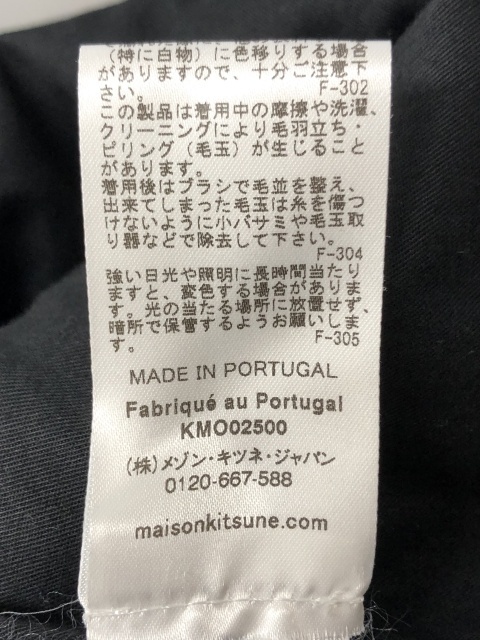 (特に白物)に色移りする場合
がありますので、十分ご注意下
さい。
F-302
この製品は着用中の摩擦や洗濯、
クリーニングにより毛羽立ち・
ピリング(毛玉)が生じること
があります。
着用後はブラシで毛並を整え、
出来てしまった毛玉は糸を傷つ
けないように小バサミや毛玉取
り器などで除去して下さい。
F-304
強い日光や照明に長時間当たり
ますと、変色する場合がありま
す。光の当たる場所に放置せず、
暗所で保管するようお願いしま
す。
F-305
MADE IN PORTUGAL
Fabriqué au Portugal
KMO02500
(株)メゾン・キツネ・ジャパン
0120-667-588
maisonkitsune.com